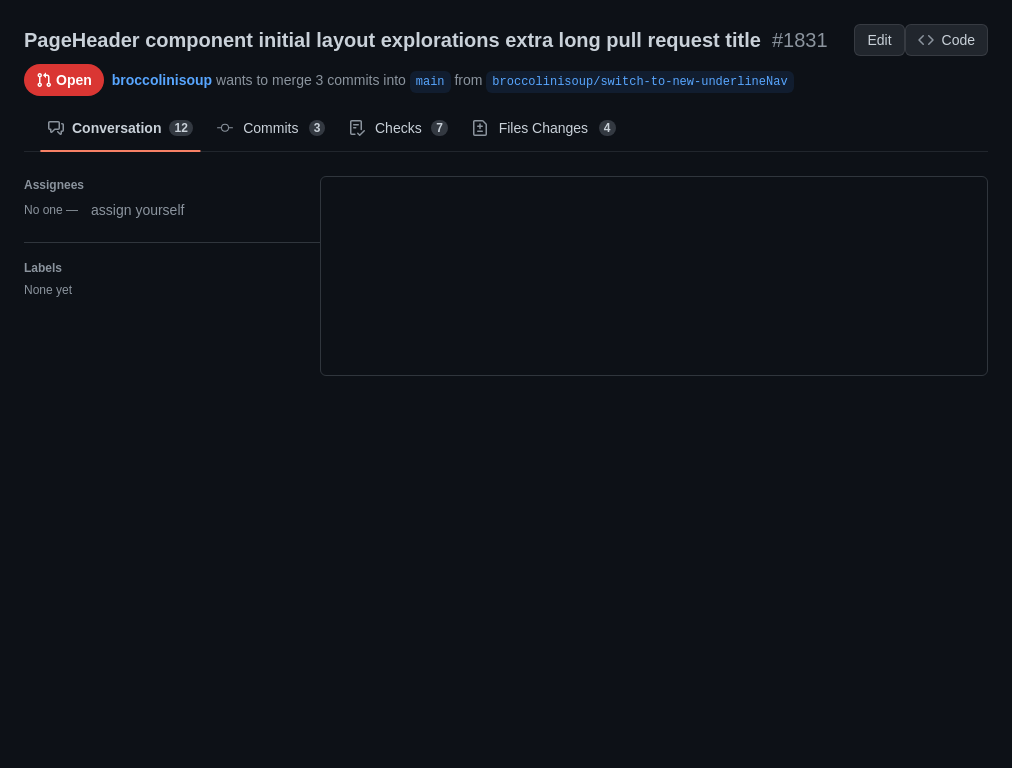 PageHeader component initial layout explorations extra long pull request title #1831 Edit Code
Open broccolinisoup wants to merge 3 commits into main from broccolinisoup/switch-to-new-underlineNav
Conversation 12 Commits 3 Checks 7 Files Changes 4
Assignees
No one — assign yourself
Labels
None yet